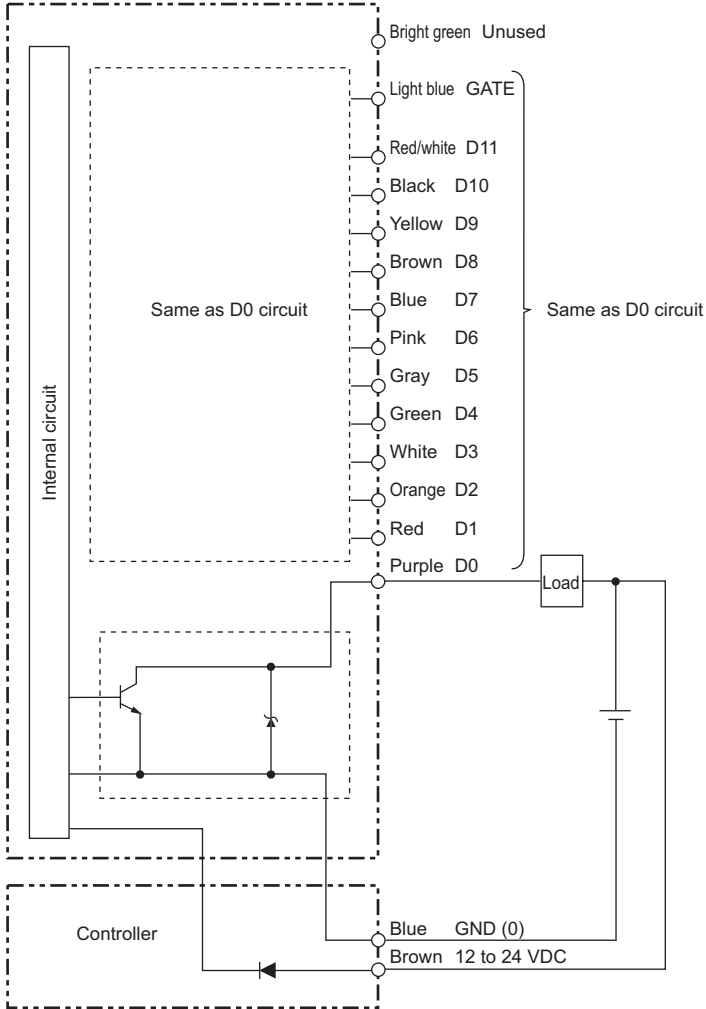 Bright green Unused
Light blue GATE
Red/white D11
Black D10
Yellow D9
Brown D8
Blue D7
Pink D6
Gray D5
Green D4
White D3
Orange D2
Red D1
Purple D0
Same as D0 circuit
Same as D0 circuit
Internal circuit
Load
Controller
Blue GND (0)
Brown 12 to 24 VDC